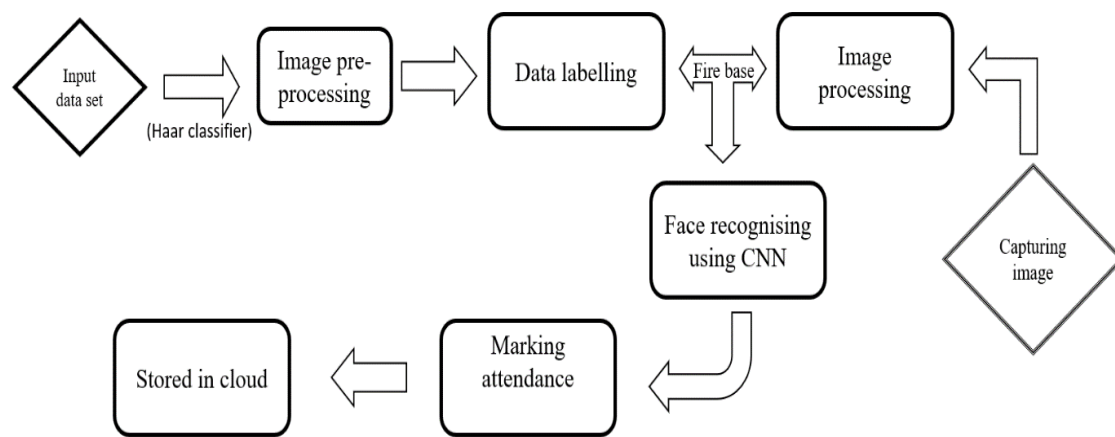 Input
data set
(Haar classifier)
Image pre-
processing
Data labelling
Fire base
Image
processing
Capturing
image
Face recognising
using CNN
Marking
attendance
Stored in cloud